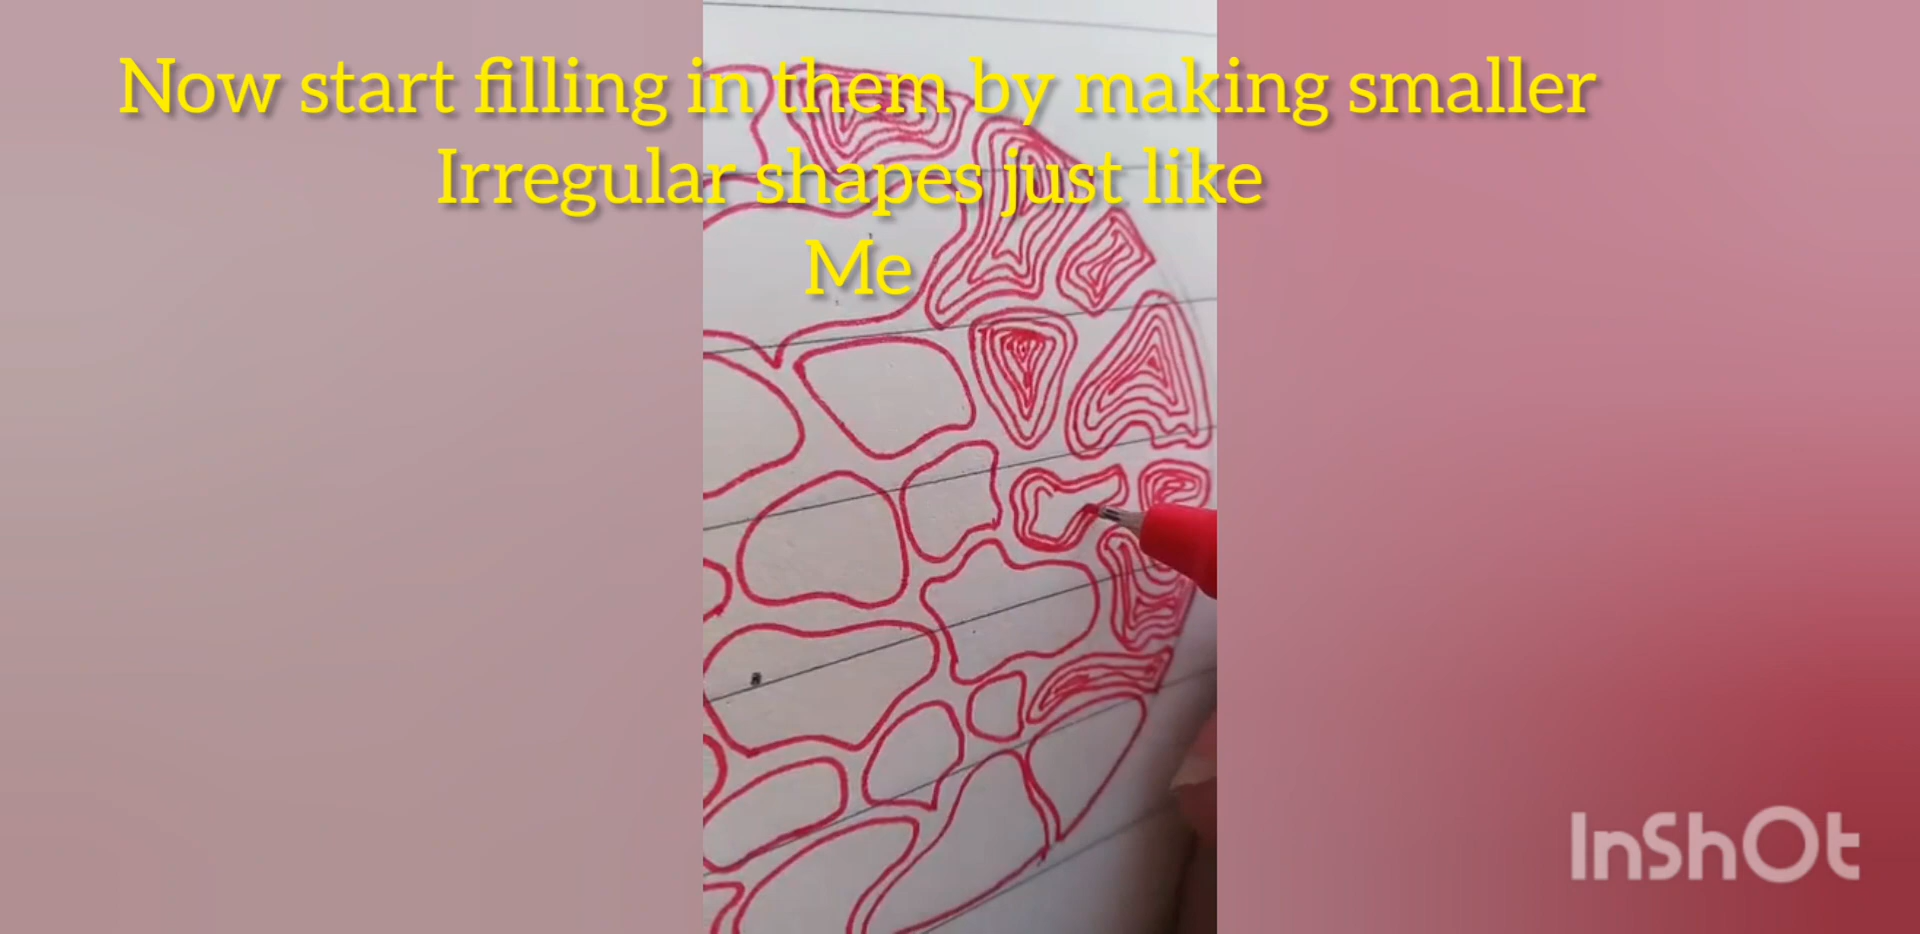 Now start filling in them by making smaller
Irregular shapes just like
Me
InShOt